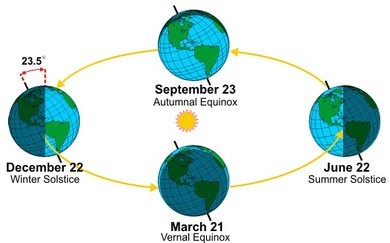 23.5°
September 23
Autumnal Equinox
December 22
Winter Solstice
June 22
Summer Solstice
March 21
Vernal Equinox